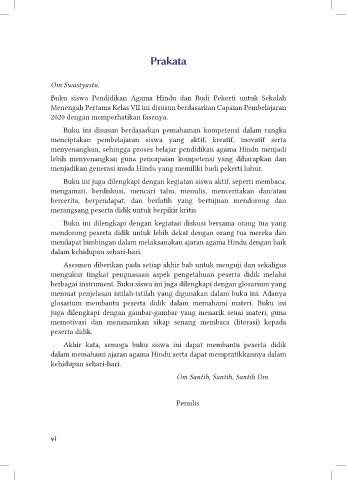 Prakata
Om Swastyastu,
Buku siswa Pendidikan Agama Hindu dan Budi Pekerti untuk Sekolah
Menengah Pertama Kelas VII ini disusun berdasarkan Capaian Pembelajaran
2020 dengan memperhatikan fasenya.
Buku ini disusun berdasarkan pemahaman kompetensi dalam rangka
menciptakan pembelajaran siswa yang aktif, kreatif, inovatif serta
menyenangkan, sehingga proses belajar pendidikan agama Hindu menjadi
lebih menyenangkan guna pencapaian kompetensi yang diharapkan dan
menjadikan generasi muda Hindu yang memiliki budi pekerti luhur.
Buku ini juga dilengkapi dengan kegiatan siswa aktif, seperti membaca,
mengamati, berdiskusi, mencari tahu, menulis, menceritakan dan/atau
bercerita, berpendapat, dan berlatih yang bertujuan mendorong dan
merangsang peserta didik untuk berpikir kritis.
Buku ini dilengkapi dengan kegiatan diskusi bersama orang tua yang
mendorong peserta didik untuk lebih dekat dengan orang tua mereka dan
mendapat bimbingan dalam melaksanakan ajaran agama Hindu dengan baik
dalam kehidupan sehari-hari.
Asesmen diberikan pada setiap akhir bab untuk menguji dan sekaligus
mengukur tingkat penguasaan aspek pengetahuan peserta didik melalui
berbagai instrument. Buku siswa ini juga dilengkapi dengan glosarium yang
memuat penjelasan istilah-istilah yang digunakan dalam buku ini. Adanya
glosarium membantu peserta didik dalam memahami materi. Buku ini
juga dilengkapi dengan gambar-gambar yang menarik seuai materi, guna
memotivasi dan menanamkan sikap senang membaca (literasi) kepada
peserta didik.
Akhir kata, semoga buku siswa ini dapat membantu peserta didik
dalam memahami ajaran agama Hindu serta dapat mempratikkannya dalam
kehidupan sehari-hari.
Om Santih, Santih, Santih Om
Penulis
vi